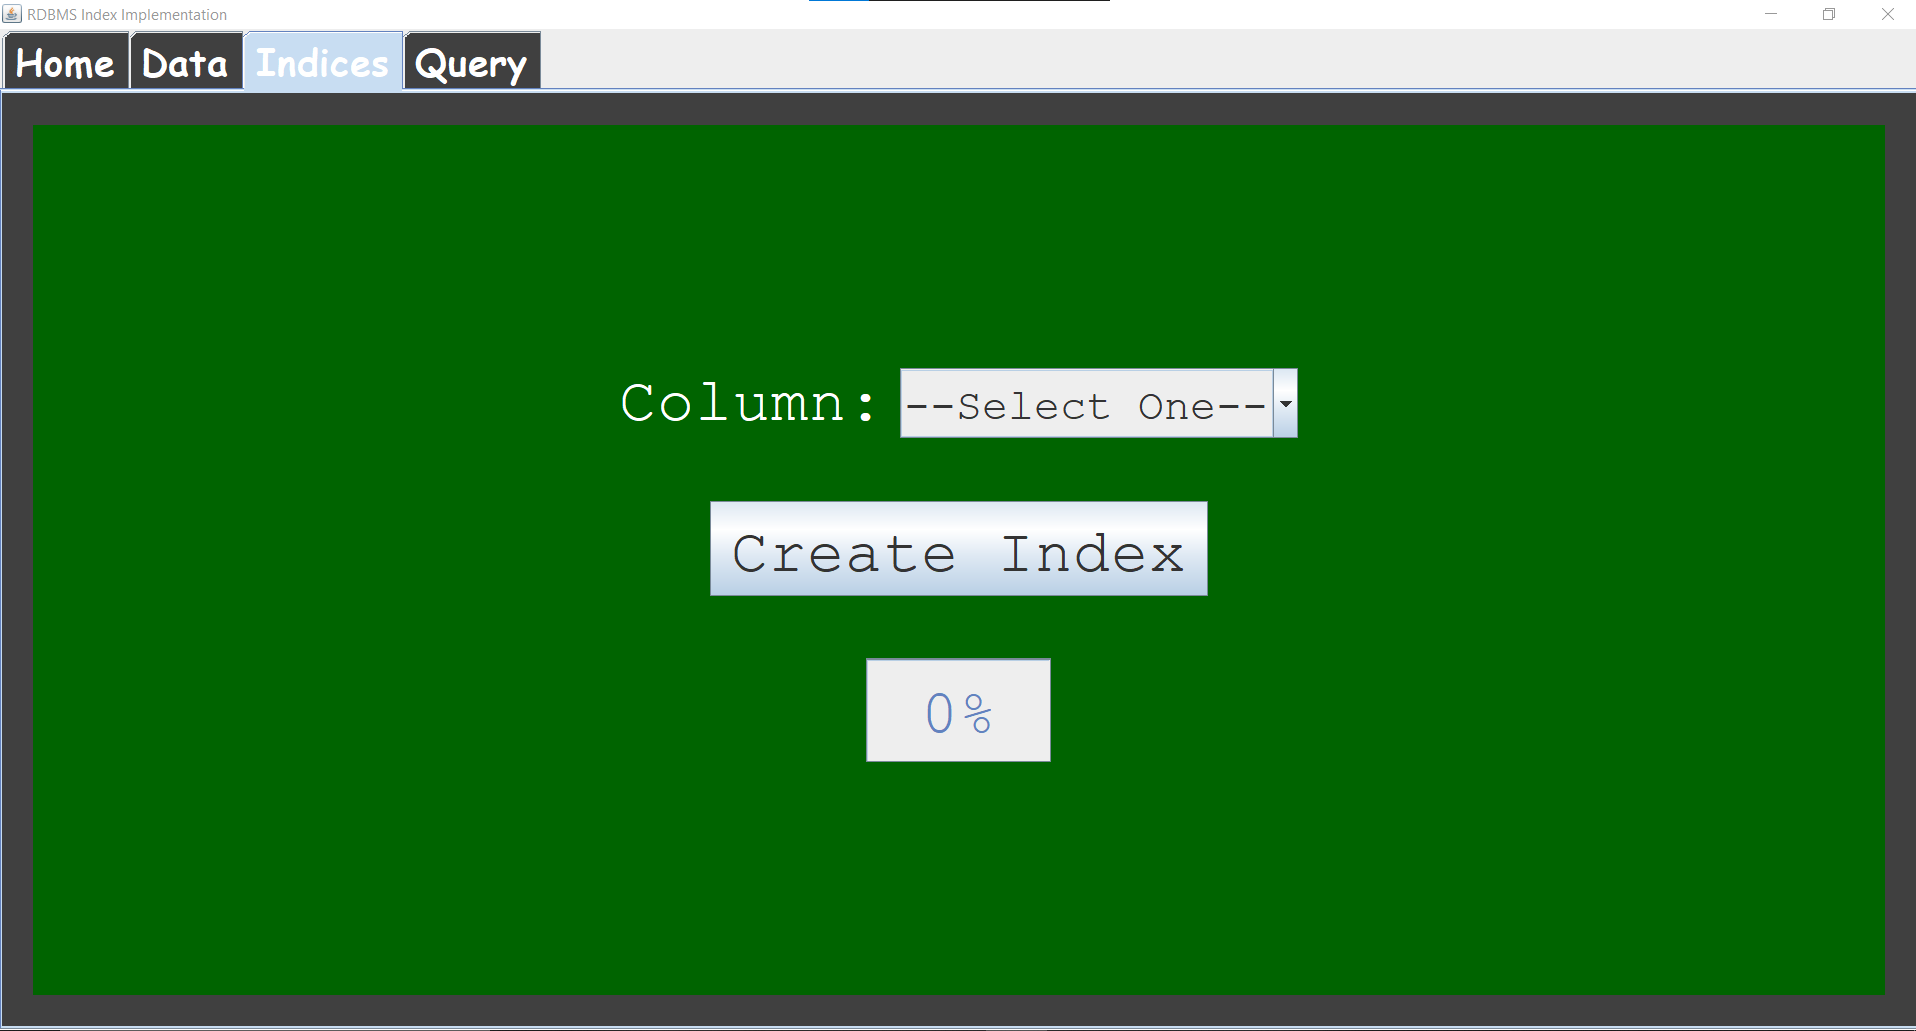 RDBMS Index Implementation
Home Data Indices Query
Column: --Select One--
Create Index
0%